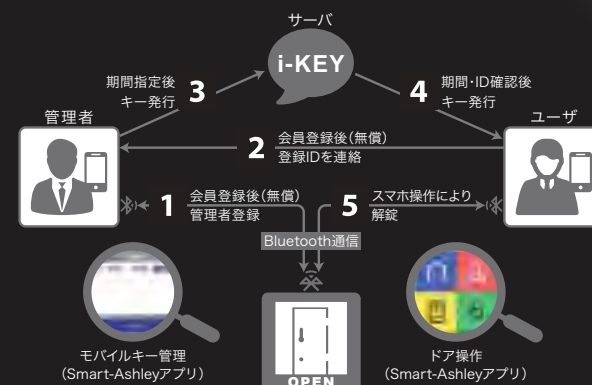 サーバ
i-KEY
期間指定後
キー発行
3
4
期間・ID確認後
キー発行
管理者
ユーザ
2
会員登録後（無償）
登録IDを連絡
1
会員登録後（無償）
管理者登録
5
スマホ操作により
解錠
Bluetooth通信
OPEN
モバイルキー管理
（Smart-Ashleyアプリ）
ドア操作
（Smart-Ashleyアプリ）